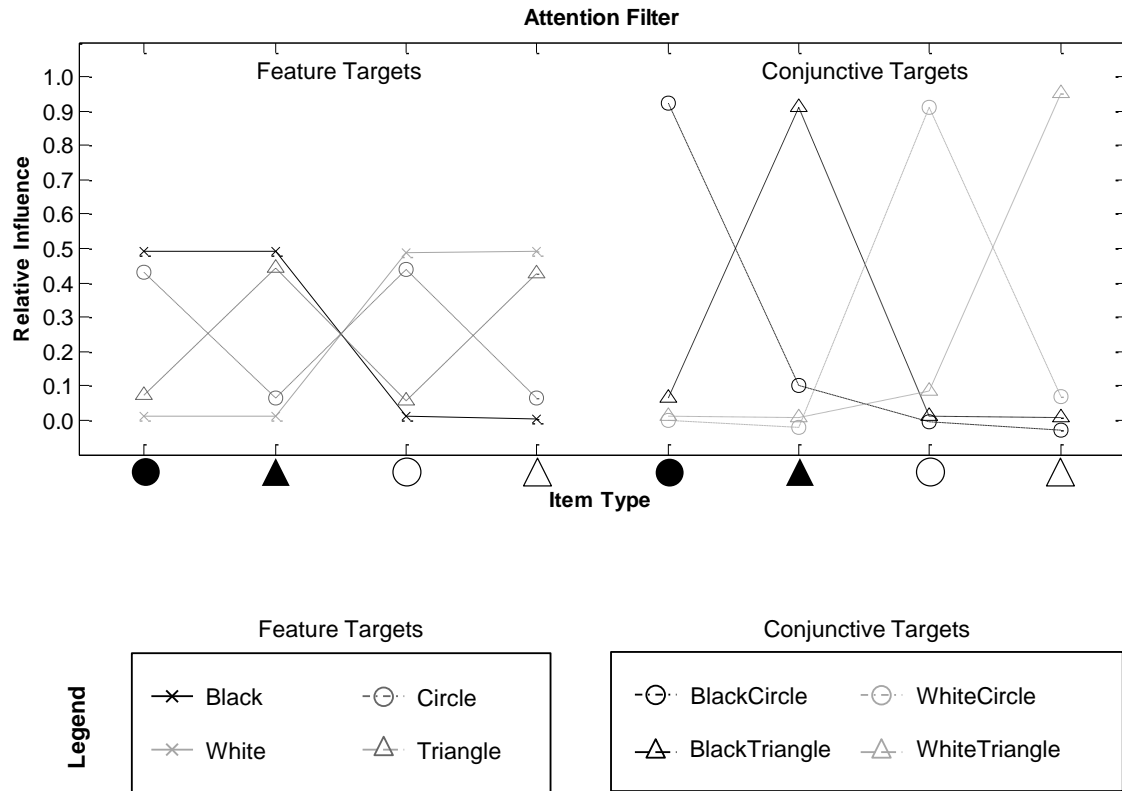 Attention Filter
Feature Targets Conjunctive Targets
1.0
0.9
0.8
0.7
0.6
0.5
0.4
0.3
0.2
0.1
0.0
Relative Influence
Item Type
Feature Targets Conjunctive Targets
Legend
Black Circle BlackCircle WhiteCircle
White Triangle BlackTriangle WhiteTriangle